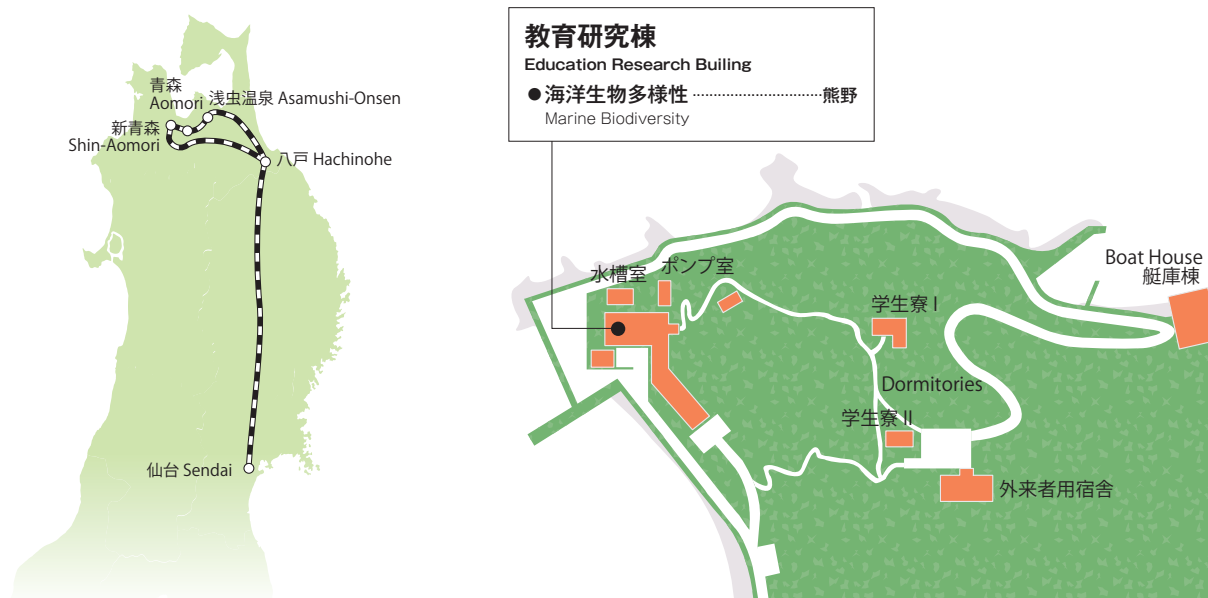 青森
Aomori
浅虫温泉 Asamushi-Onsen
新青森
Shin-Aomori
八戸 Hachinohe
仙台 Sendai
教育研究棟
Education Research Builing
●海洋生物多様性 ……………………………熊野
Marine Biodiversity
水槽室
ポンプ室
Boat House
艇庫棟
学生寮 I
Dormitories
学生寮 II
外来者用宿舎